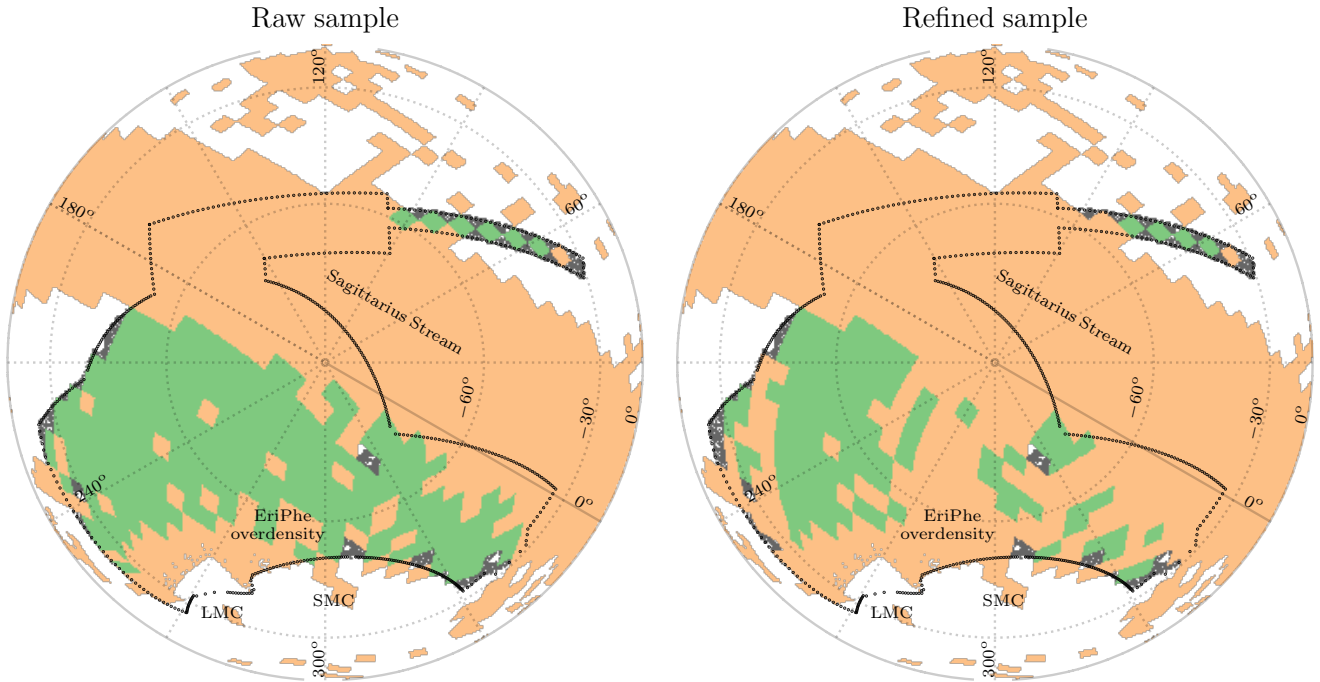 Raw sample
120°
180°
60°
Sagittarius Stream
−60°
−30°
0°
240°
0°
EriPhe
overdensity
LMC
SMC
300°
Refined sample
120°
180°
60°
Sagittarius Stream
−60°
−30°
0°
240°
0°
EriPhe
overdensity
LMC
SMC
300°